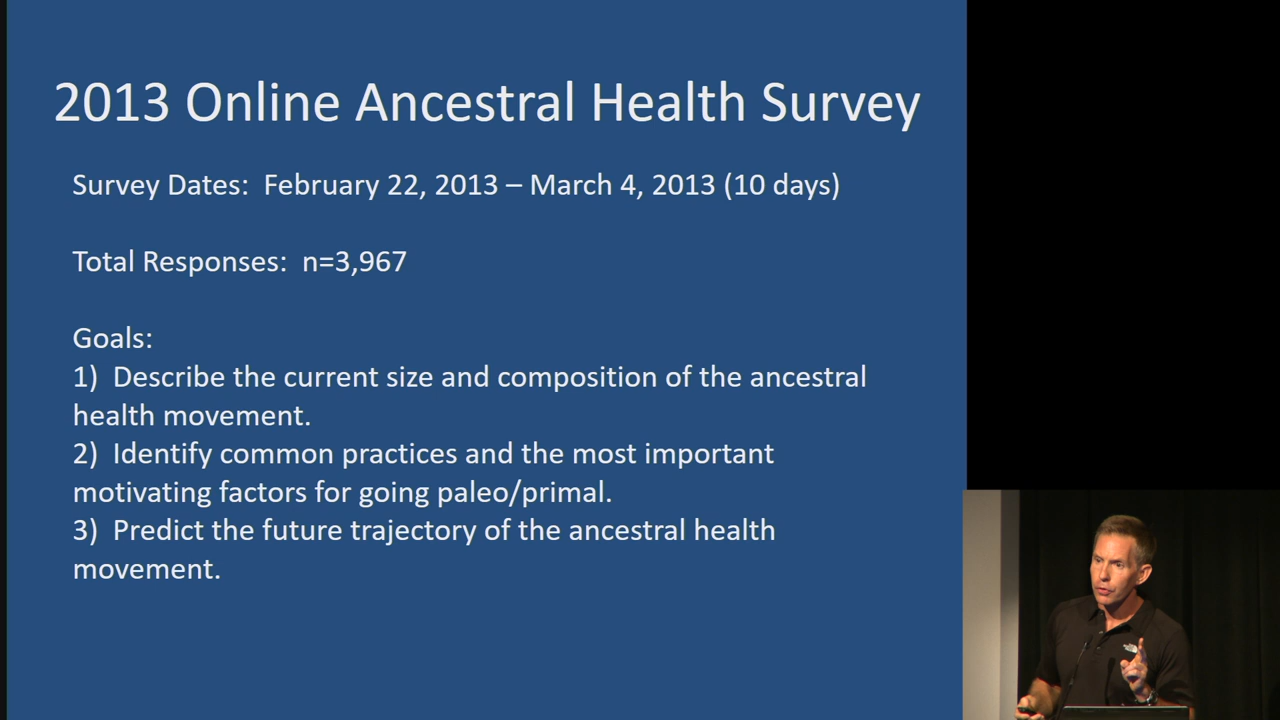 2013 Online Ancestral Health Survey
Survey Dates:  February 22, 2013 – March 4, 2013 (10 days)
Total Responses:  n=3,967
Goals:
1)  Describe the current size and composition of the ancestral
health movement.
2)  Identify common practices and the most important
motivating factors for going paleo/primal.
3)  Predict the future trajectory of the ancestral health
movement.